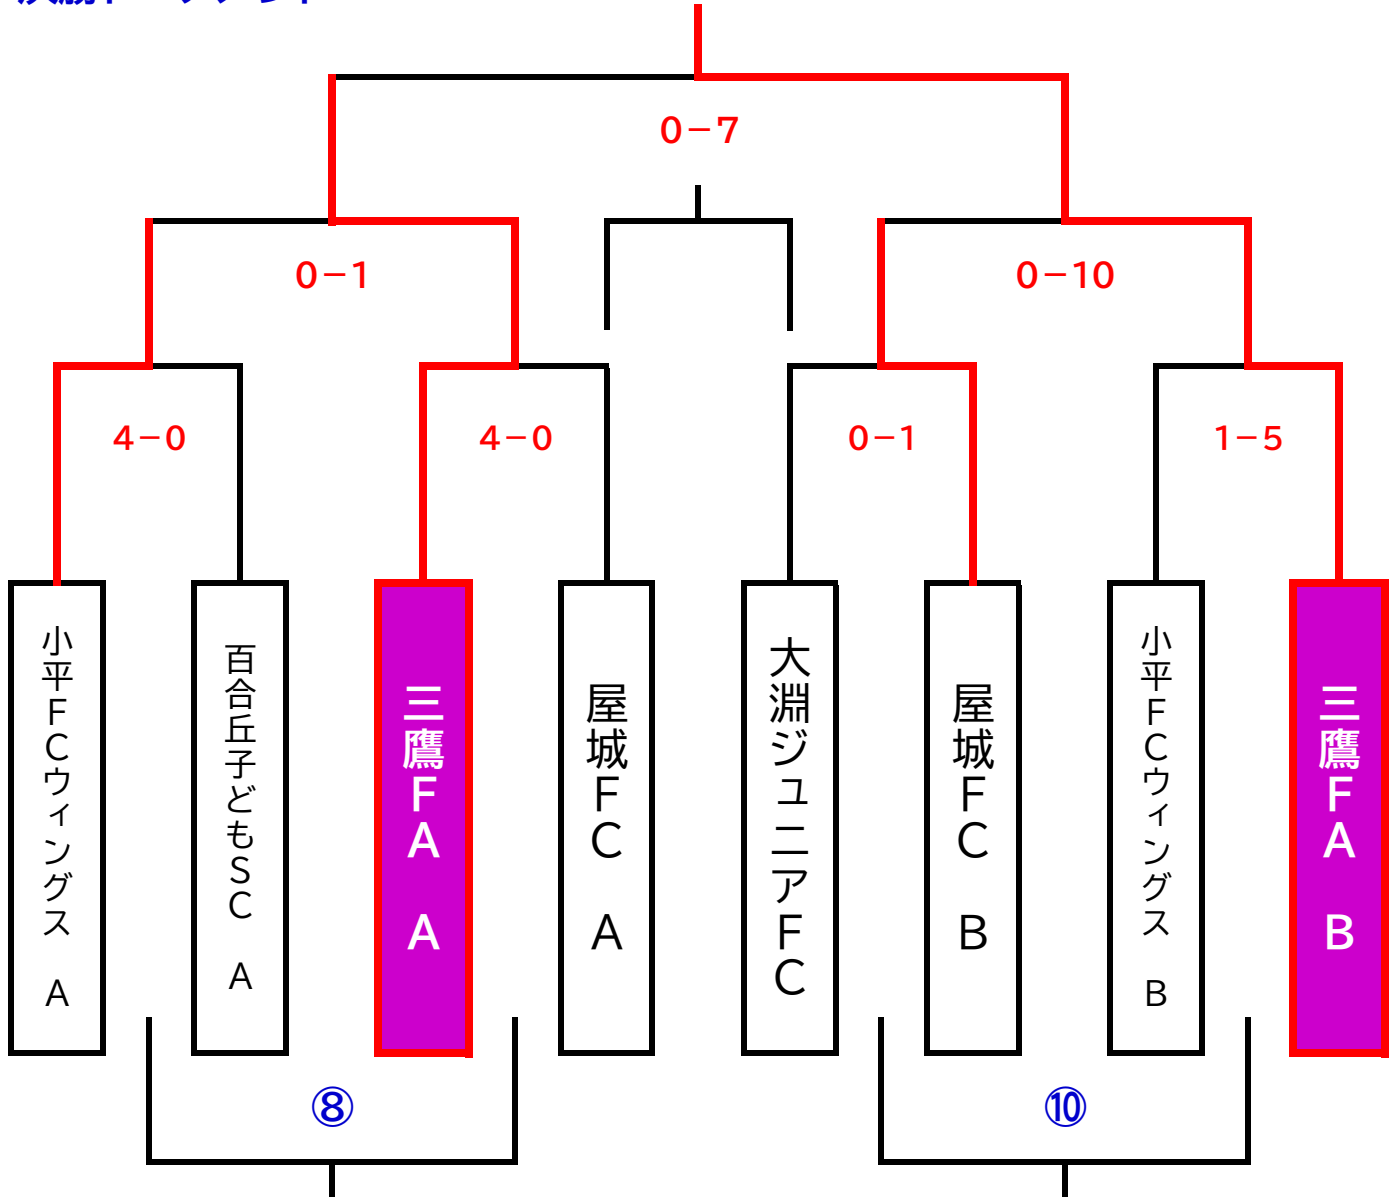 0-7
0-1
0-10
4-0
4-0
0-1
1-5
小平FCウィングス A
百合丘子どもSC A
三鷹FA A
屋城FC A
大淵ジュニアFC
屋城FC B
小平FCウィングス B
三鷹FA B
⑧
⑩